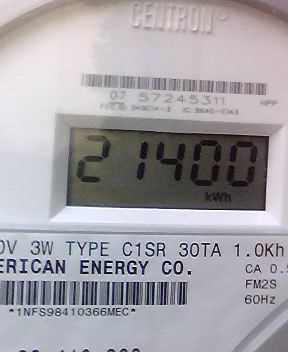 CENTRON®
07 57245311 NPP
21400
kWh
0V 3W TYPE C1SR 30TA 1.0Kh
ERICAN ENERGY CO.
CA 0.5
FM2S
60Hz
*1NFS98410366MEC*